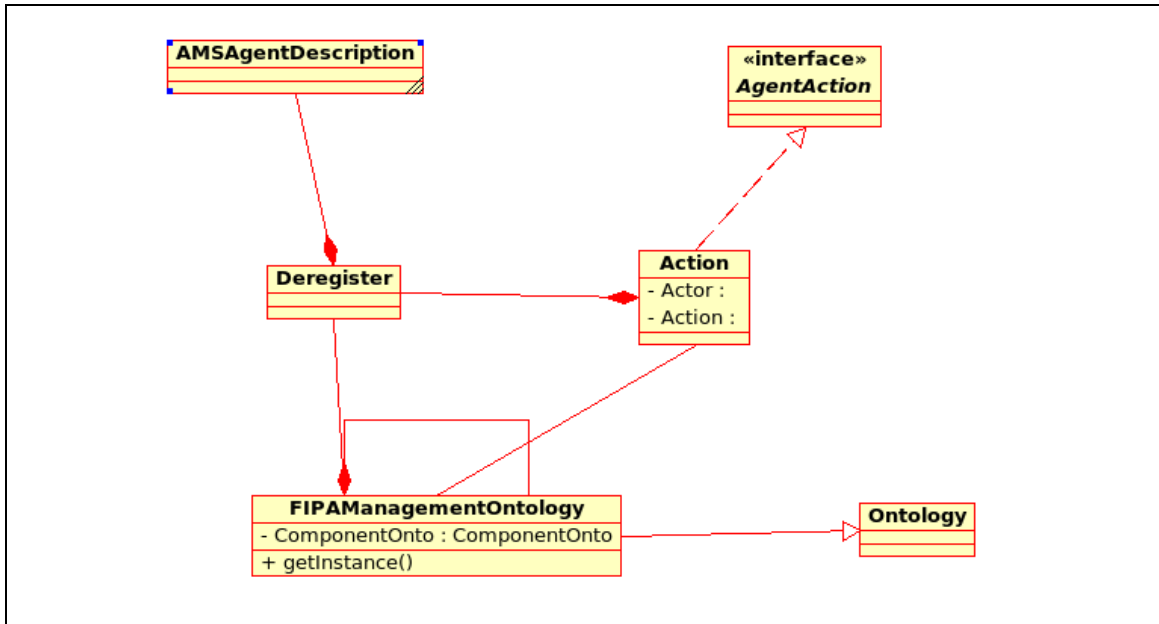 AMSAgentDescription
«interface»
AgentAction
Deregister
Action
- Actor :
- Action :
FIPAManagementOntology
- ComponentOnto : ComponentOnto
+ getInstance()
Ontology